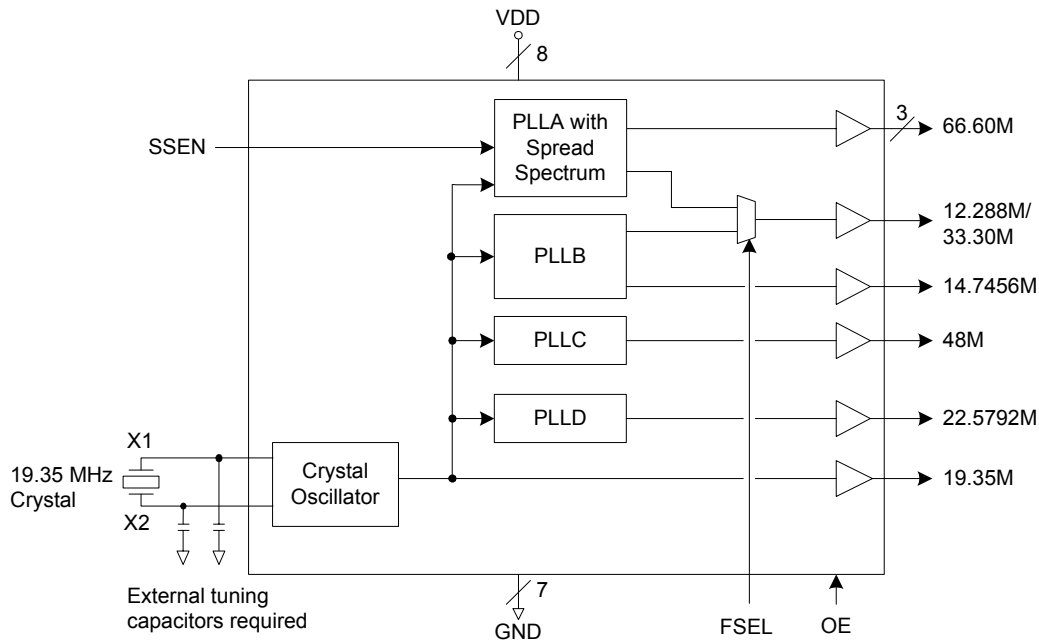 VDD
8
PLLA with
Spread
Spectrum
3
66.60M
SSEN
12.288M/
33.30M
PLLB
14.7456M
PLLC
48M
PLLD
22.5792M
X1
19.35 MHz
Crystal
X2
Crystal
Oscillator
19.35M
External tuning
capacitors required
7
GND
FSEL
OE